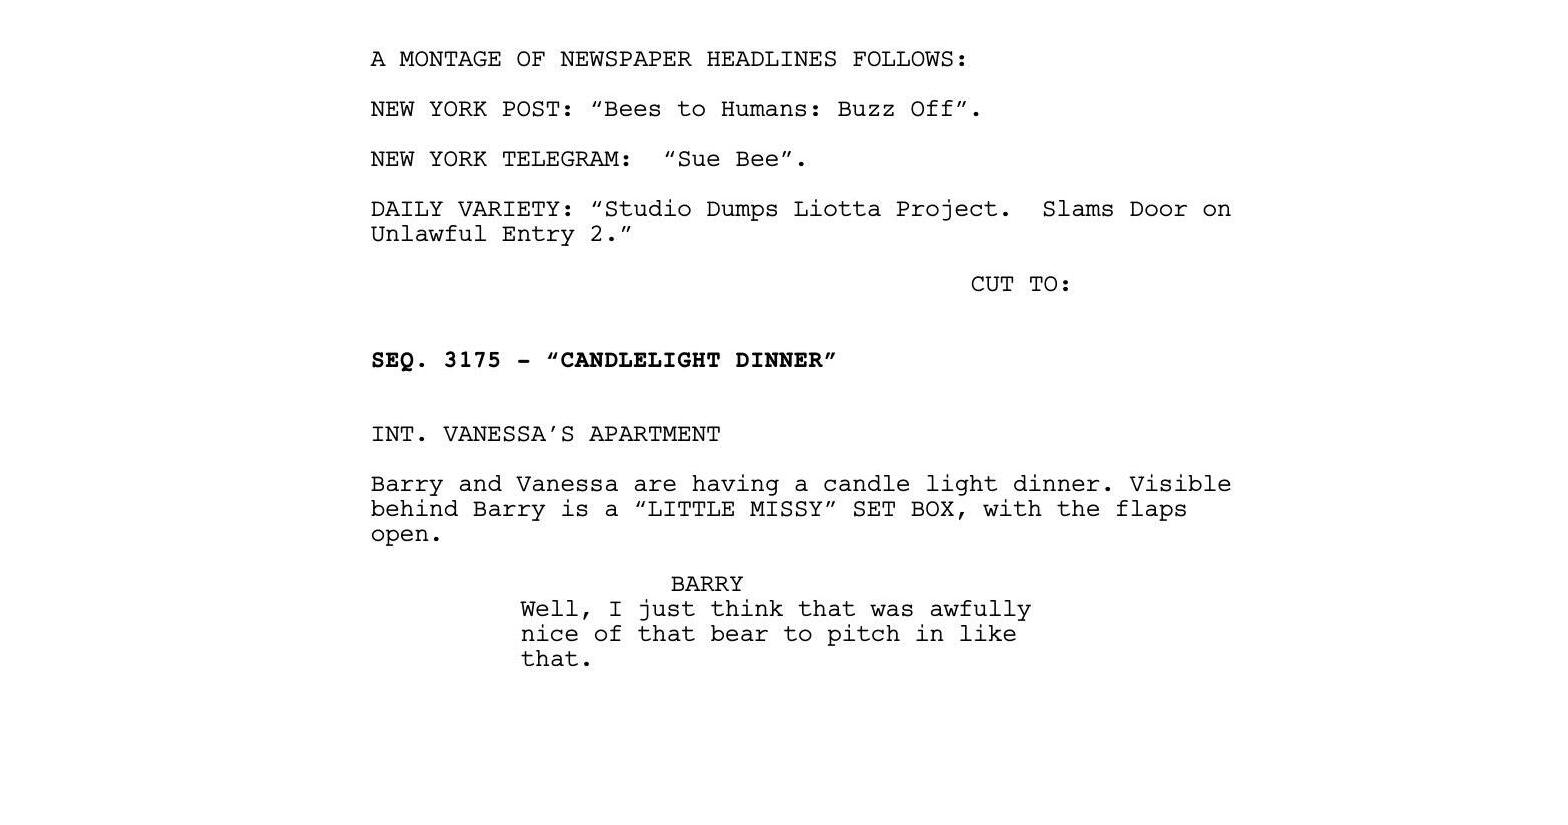 A MONTAGE OF NEWSPAPER HEADLINES FOLLOWS:
NEW YORK POST: “Bees to Humans: Buzz Off”.
NEW YORK TELEGRAM:  “Sue Bee”.
DAILY VARIETY: “Studio Dumps Liotta Project.  Slams Door on
Unlawful Entry 2.”
CUT TO:
SEQ. 3175 - “CANDLELIGHT DINNER”
INT. VANESSA’S APARTMENT
Barry and Vanessa are having a candle light dinner. Visible
behind Barry is a “LITTLE MISSY” SET BOX, with the flaps
open.
BARRY
Well, I just think that was awfully
nice of that bear to pitch in like
that.